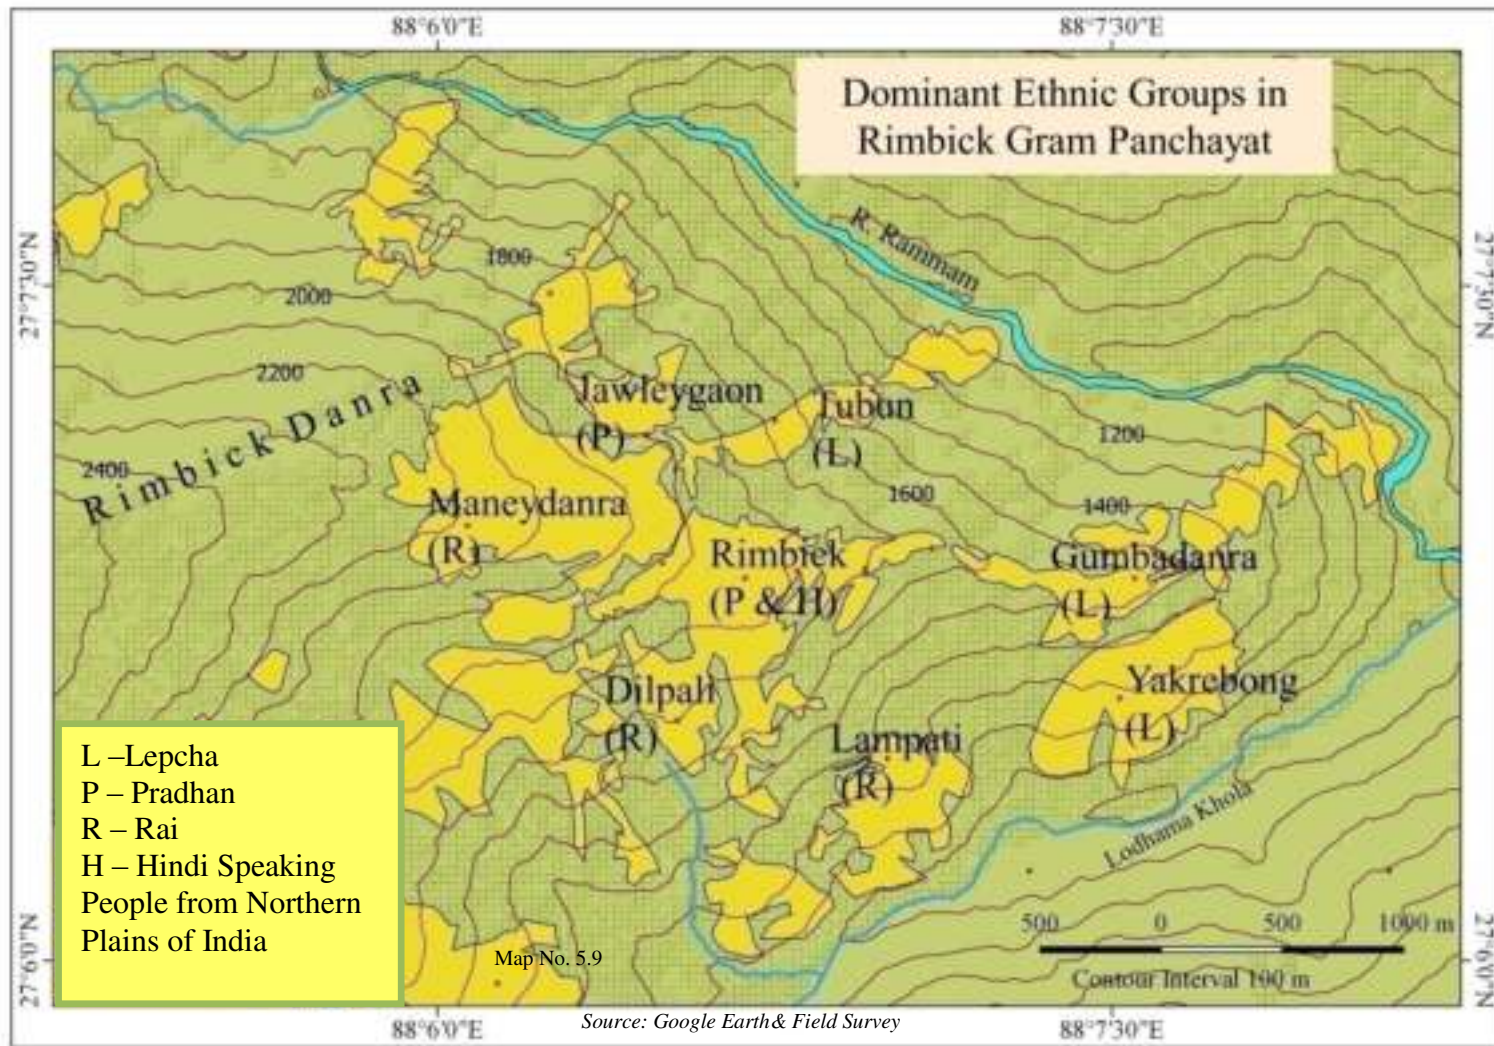 88°6'0"E
88°7'30"E
Dominant Ethnic Groups in
Rimbick Gram Panchayat
R. Rammam
27°7'30"N
27°7'30"N
1800
2000
2200
Rimbick Danra
2400
Jawleygaon
(P)
Tubun
(L)
1200
1600
1400
Maneydanra
(R)
Rimbick
(P & H)
Gumbadanra
(L)
Dilpali
(R)
Yakrebong
(L)
Lampati
(R)
Lodhama Khola
L –Lepcha
P – Pradhan
R – Rai
H – Hindi Speaking
People from Northern
Plains of India
500 0 500 1000 m
Contour Interval 100 m
Map No. 5.9
27°6'0"N
27°6'0"N
Source: Google Earth& Field Survey
88°6'0"E
88°7'30"E